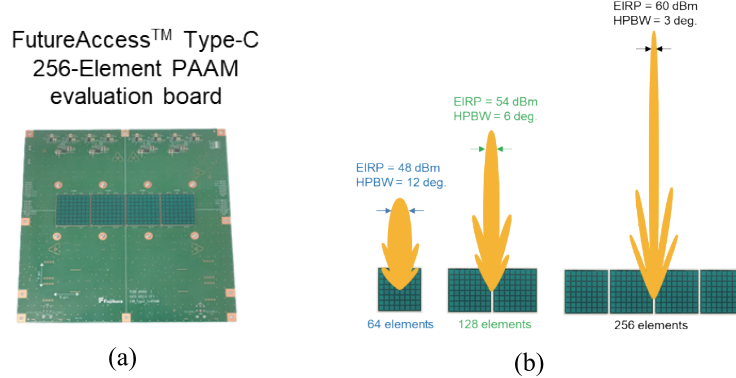 FutureAccess™ Type-C
256-Element PAAM
evaluation board
Fujikura
(a)
EIRP = 48 dBm
HPBW = 12 deg.
64 elements
EIRP = 54 dBm
HPBW = 6 deg.
128 elements
EIRP = 60 dBm
HPBW = 3 deg.
256 elements
(b)